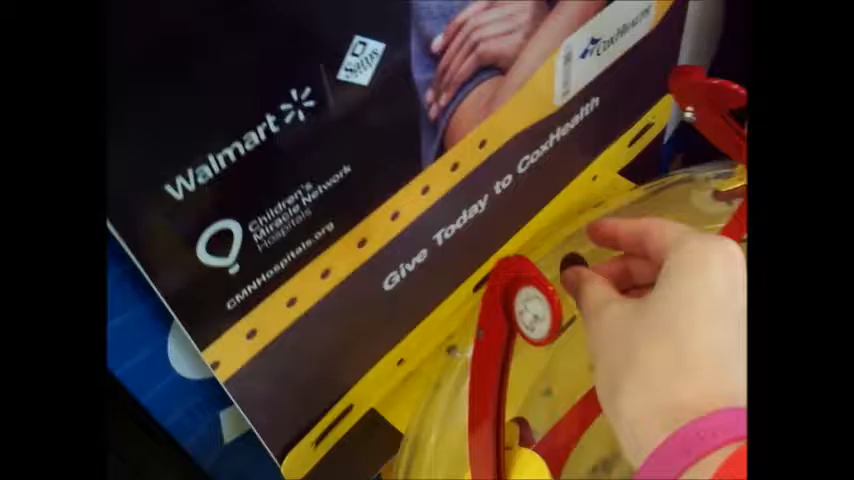 CoxHealth
Sam's
Walmart
Children's
Miracle Network
Hospitals
CMNHospitals.org
Give Today to CoxHealth